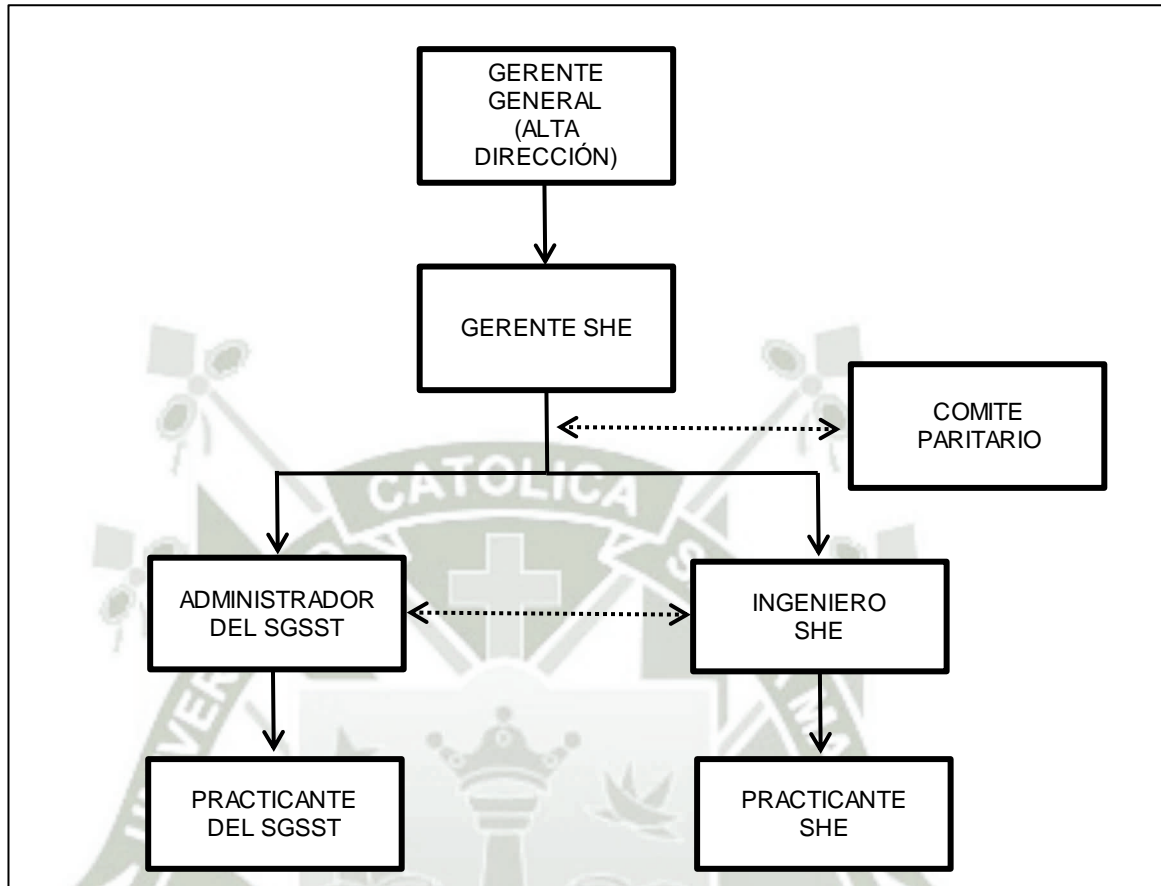 GERENTE
GENERAL
(ALTA
DIRECCIÓN)
GERENTE SHE
COMITE
PARITARIO
CATOLICA
ADMINISTRADOR
DEL SGSST
INGENIERO
SHE
PRACTICANTE
DEL SGSST
PRACTICANTE
SHE